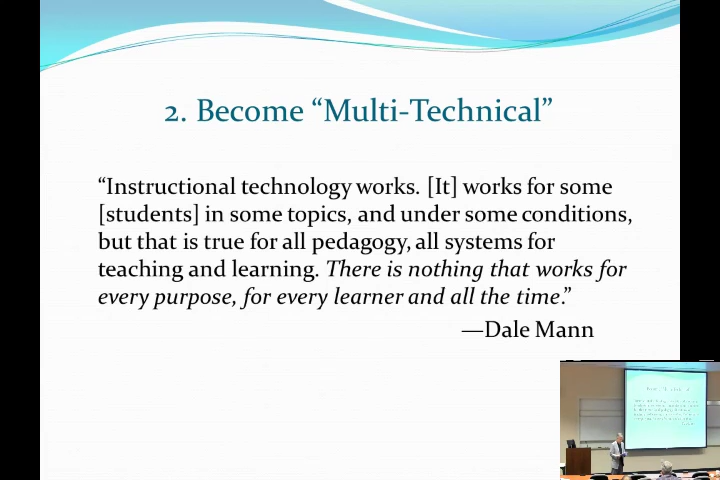 2. Become “Multi-Technical”
“Instructional technology works. [It] works for some
[students] in some topics, and under some conditions,
but that is true for all pedagogy, all systems for
teaching and learning. There is nothing that works for
every purpose, for every learner and all the time.”
—Dale Mann